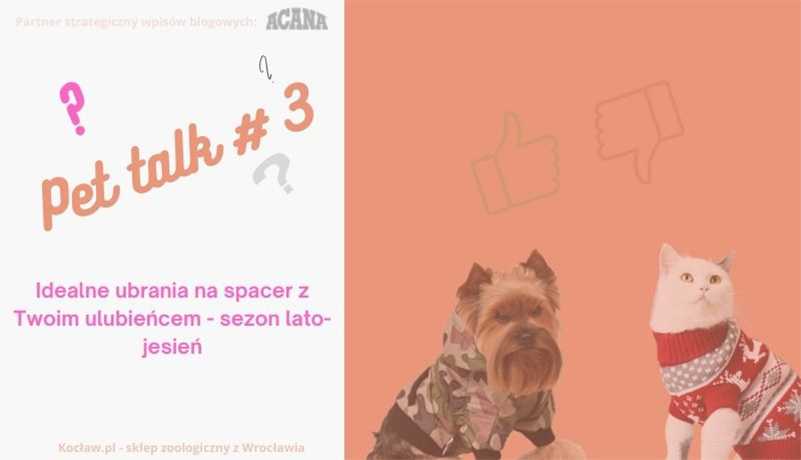 Partner strategiczny wpisów blogowych: ACANA
?
?
Pet talk # 3
?
Idealne ubrania na spacer z
Twoim ulubieńcem - sezon lato-
jesień
Kocław.pl - sklep zoologiczny z Wrocławia